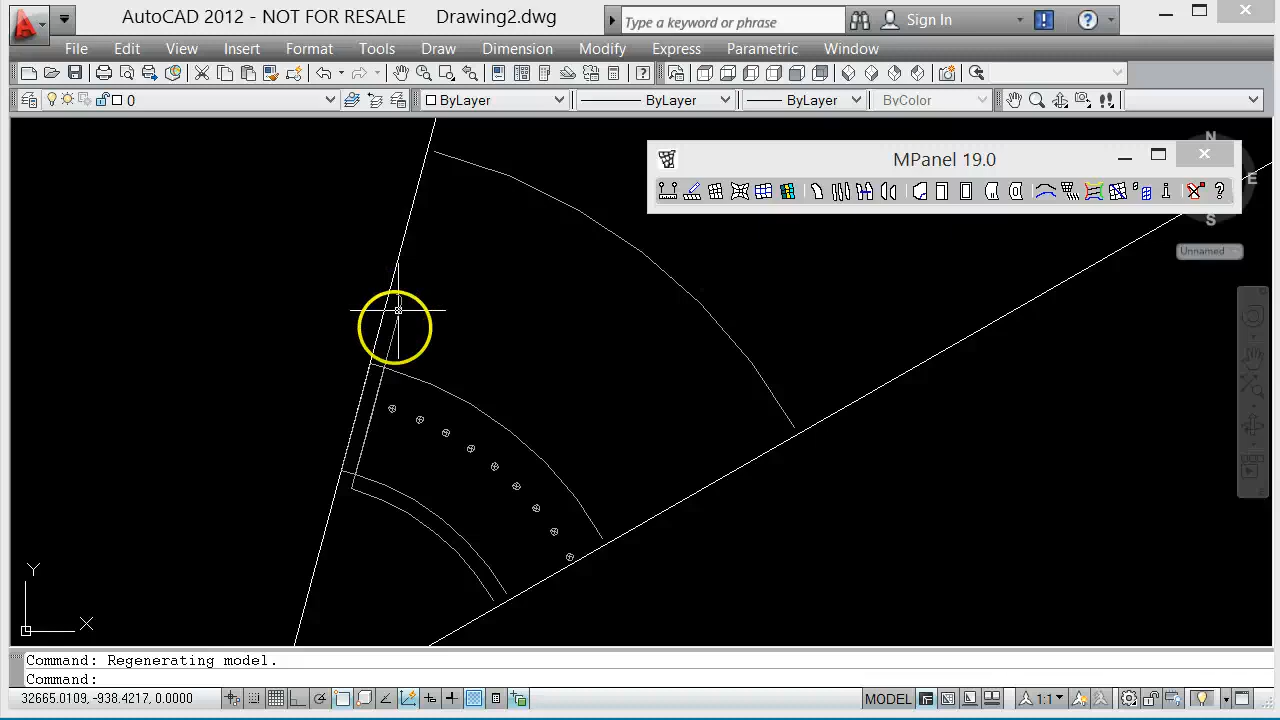 AutoCAD 2012 - NOT FOR RESALE Drawing2.dwg
Type a keyword or phrase
Sign In
File Edit View Insert Format Tools Draw Dimension Modify Express Parametric Window
0 ByLayer ByLayer ByLayer ByColor
MPanel 19.0
N
E
S
Unnamed
Y
X
Command: Regenerating model.
Command:
32665.0109, -938.4217, 0.0000 MODEL 1:1